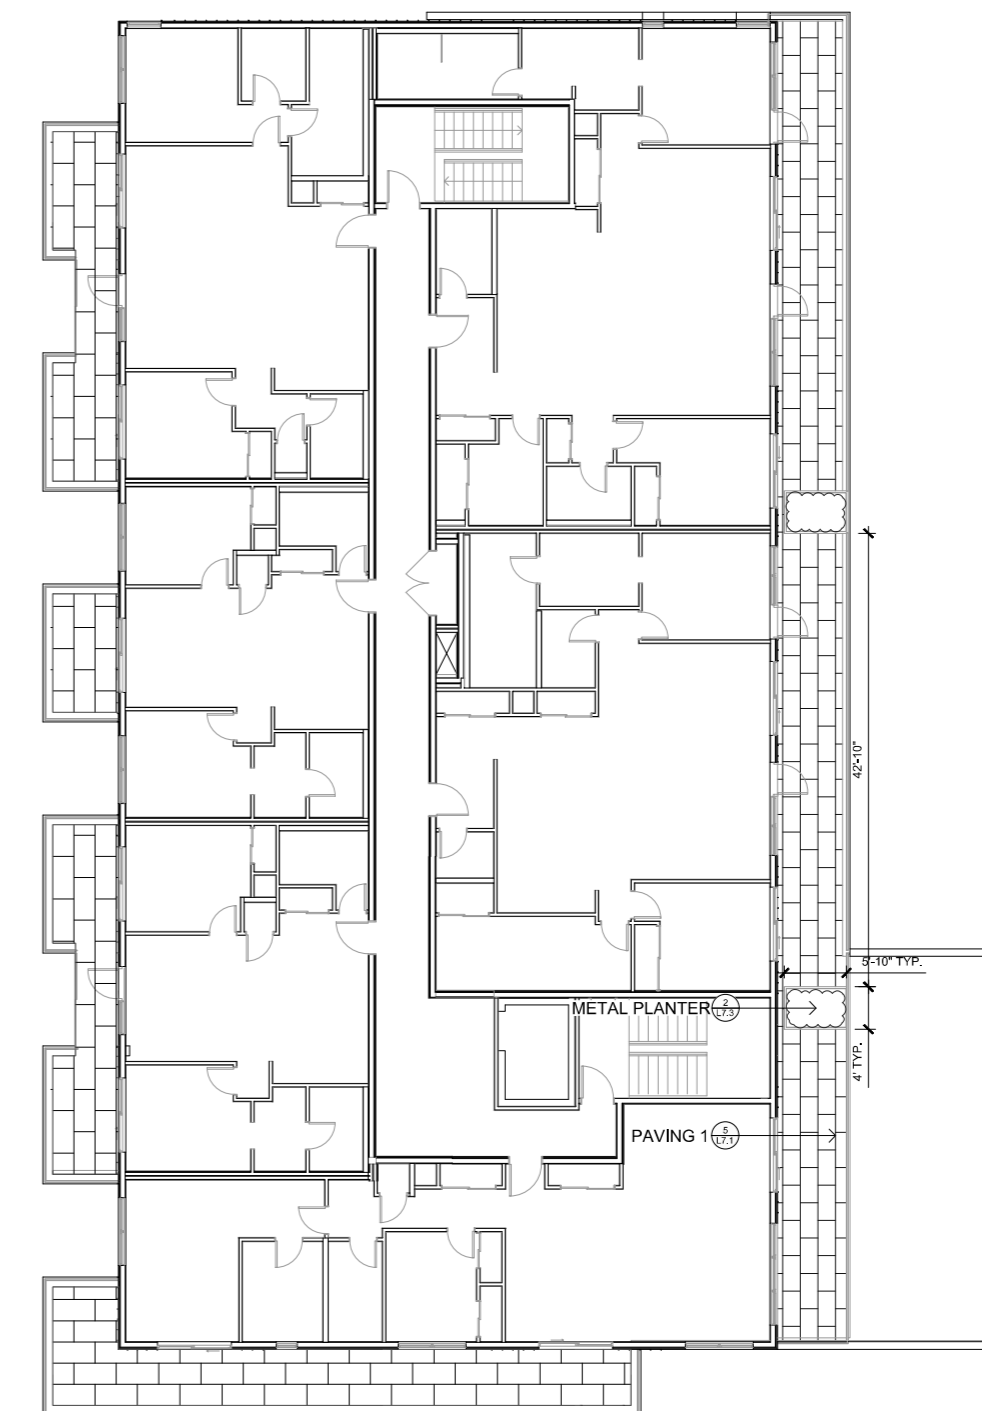 42'-10"
5'-10" TYP.
METAL PLANTER 2
L7.3
4' TYP.
PAVING 1 5
L7.1